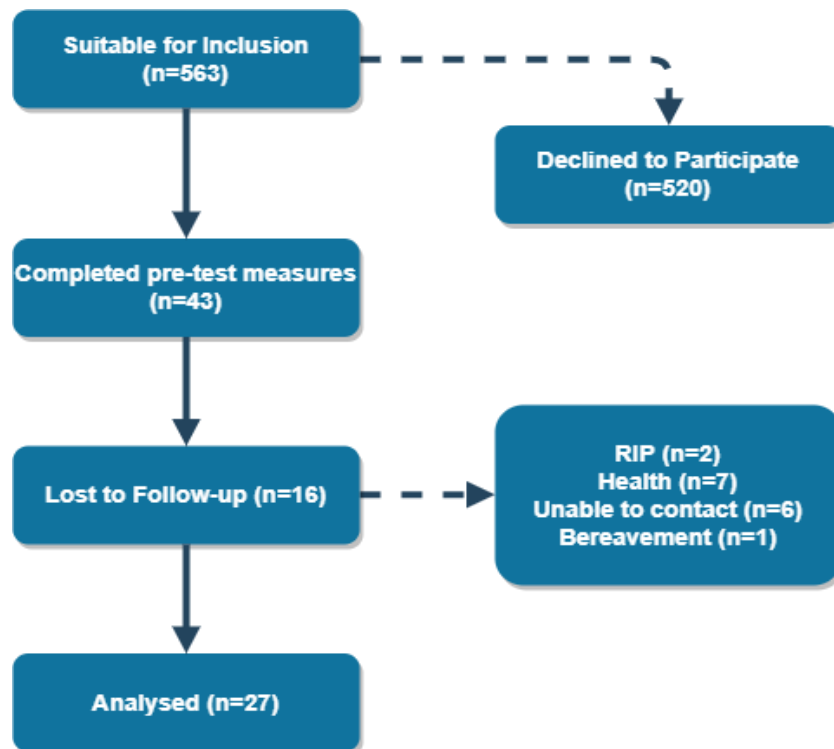 Suitable for Inclusion
(n=563)
Declined to Participate
(n=520)
Completed pre-test measures
(n=43)
Lost to Follow-up (n=16)
RIP (n=2)
Health (n=7)
Unable to contact (n=6)
Bereavement (n=1)
Analysed (n=27)